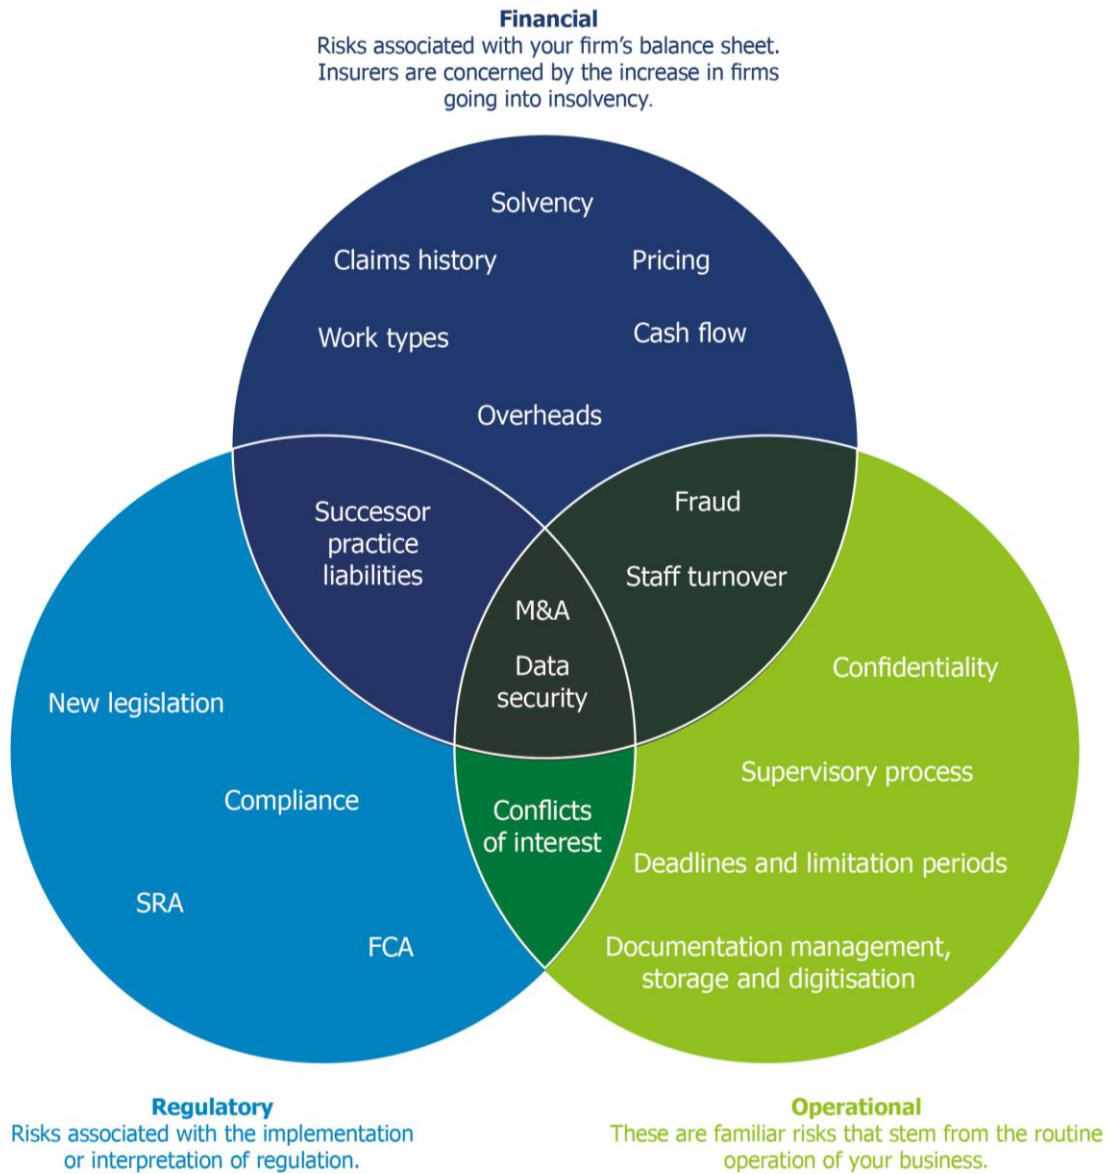 Financial
Risks associated with your firm’s balance sheet.
Insurers are concerned by the increase in firms
going into insolvency.
Solvency
Claims history
Pricing
Work types
Cash flow
Overheads
Successor
practice
liabilities
Fraud
Staff turnover
M&A
Data
security
Confidentiality
New legislation
Supervisory process
Compliance
Conflicts
of interest
Deadlines and limitation periods
SRA
FCA
Documentation management,
storage and digitisation
Regulatory
Risks associated with the implementation
or interpretation of regulation.
Operational
These are familiar risks that stem from the routine
operation of your business.